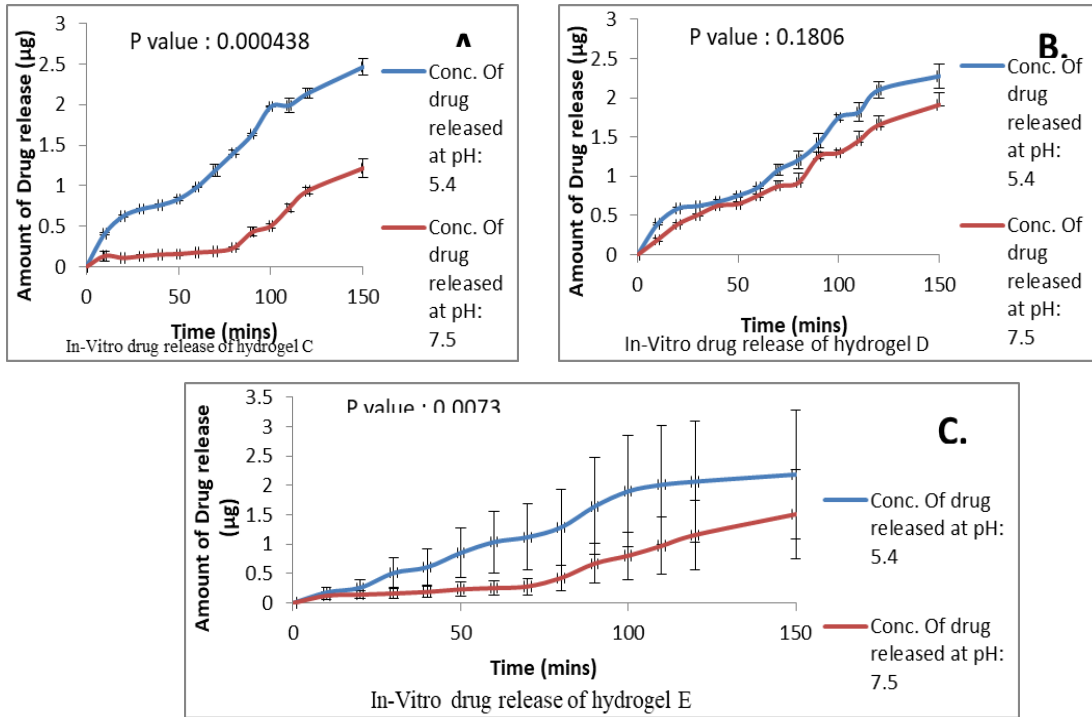 P value : 0.000438
A
Amount of Drug release (µg)
3
2.5
2
1.5
1
0.5
0
0
50
100
150
Time (mins)
Conc. Of
drug
released
at pH:
5.4
Conc. Of
drug
released
at pH:
7.5
In-Vitro drug release of hydrogel C
P value : 0.1806
B.
Amount of Drug release (µg)
3
2.5
2
1.5
1
0.5
0
0
50
100
150
Time (mins)
Conc. Of
drug
released
at pH:
5.4
Conc. Of
drug
released
at pH:
7.5
In-Vitro drug release of hydrogel D
P value : 0.0073
C.
Amount of Drug release
(µg)
3.5
3
2.5
2
1.5
1
0.5
0
0
50
100
150
Time (mins)
Conc. Of drug
released at pH:
5.4
Conc. Of drug
released at pH:
7.5
In-Vitro drug release of hydrogel E